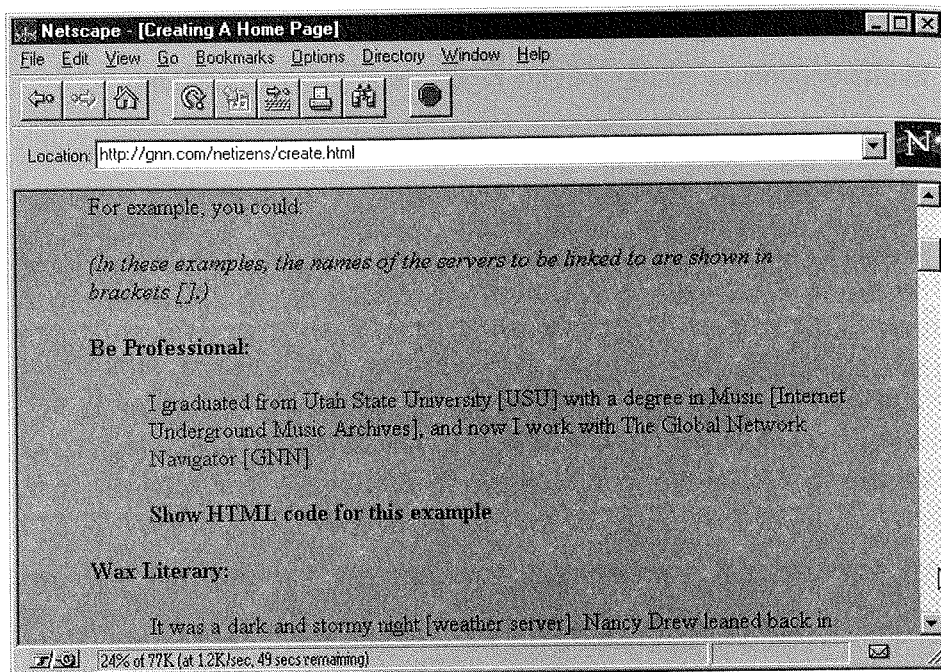 Netscape - [Creating A Home Page]
File Edit View Go Bookmarks Options Directory Window Help
Location: http://gnn.com/netizens/create.html
N
For example, you could:
(In these examples, the names of the servers to be linked to are shown in
brackets [].)
Be Professional:
I graduated from Utah State University [USU] with a degree in Music [Internet
Underground Music Archives], and now I work with The Global Network
Navigator [GNN].
Show HTML code for this example
Wax Literary:
It was a dark and stormy night [weather server]. Nancy Drew leaned back in
24% of 77K (at 1.2K/sec, 49 secs remaining)